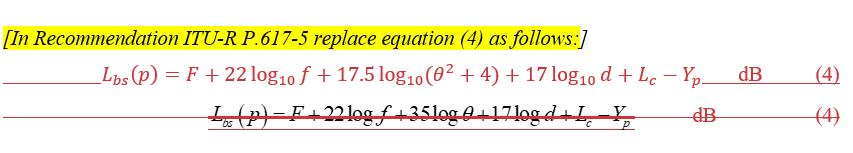 [In Recommendation ITU-R P.617-5 replace equation (4) as follows:]
L_bs(p) = F + 22 log₁₀ f + 17.5 log₁₀(θ² + 4) + 17 log₁₀ d + L_c − Y_p dB (4)
L_bs (p) = F + 22 log f + 35 log θ + 17 log d + L_c − Y_p dB (4)